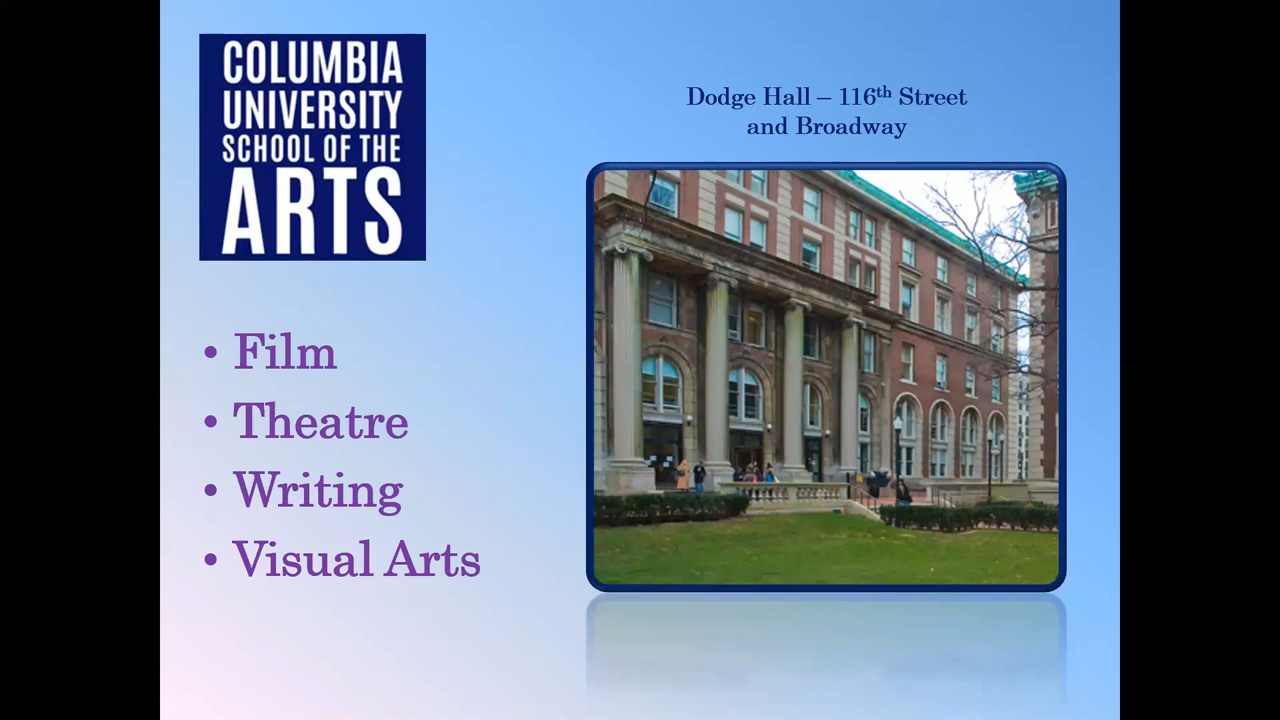 COLUMBIA
UNIVERSITY
SCHOOL OF THE
ARTS
Dodge Hall – 116th Street
and Broadway
• Film
• Theatre
• Writing
• Visual Arts